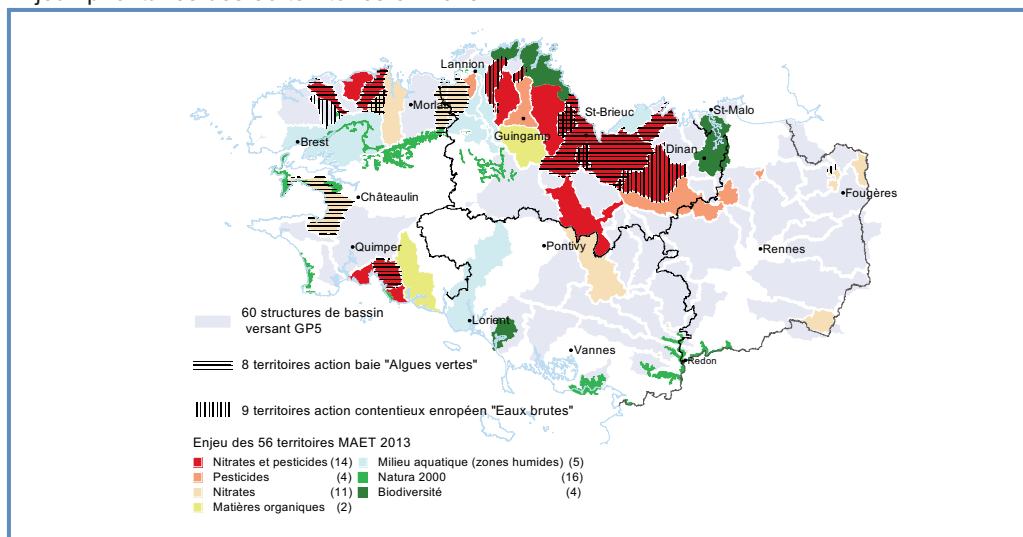 Lannion
Morlaix
St-Brieuc
St-Malo
Guingamp
Brest
Dinan
Châteaulin
Fougères
Quimper
Pontivy
Rennes
Lorient
Vannes
Redon
60 structures de bassin
versant GP5
8 territoires action baie "Algues vertes"
9 territoires action contentieux enropéen "Eaux brutes"
Enjeu des 56 territoires MAET 2013
Nitrates et pesticides (14)
Pesticides (4)
Nitrates (11)
Matières organiques (2)
Milieu aquatique (zones humides) (5)
Natura 2000 (16)
Biodiversité (4)